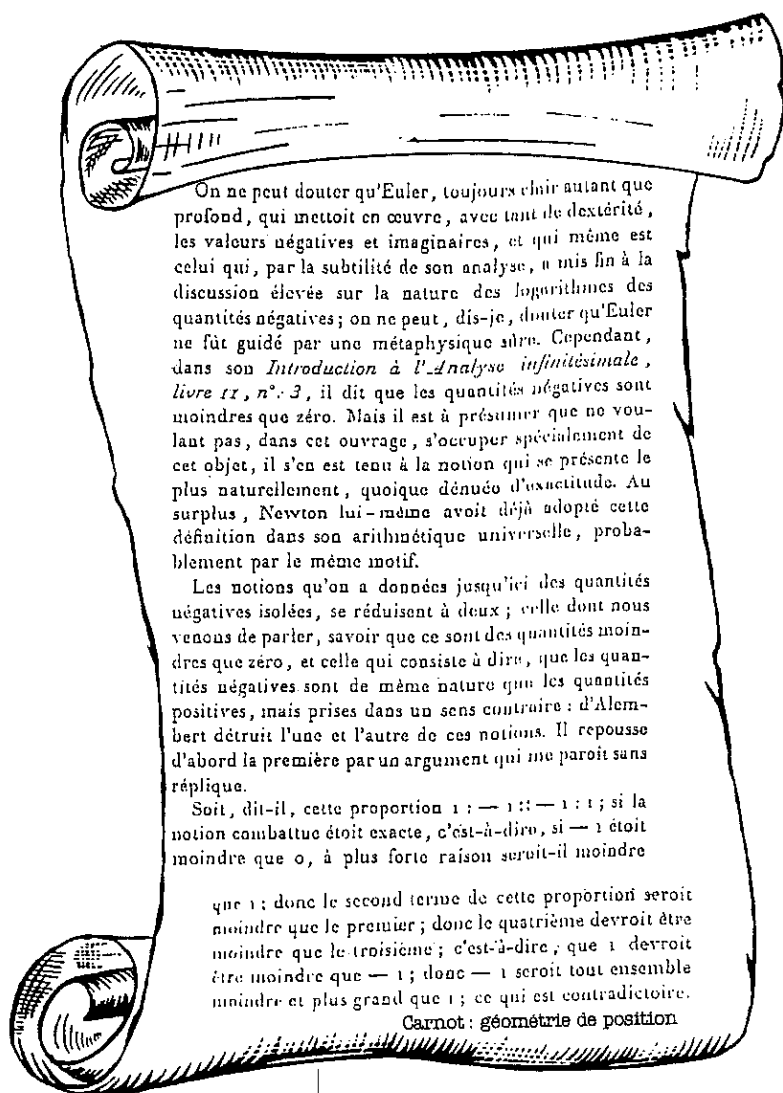 On ne peut douter qu'Euler, toujours clair autant que
profond, qui mettoit en œuvre, avec tant de dextérité,
les valeurs négatives et imaginaires, et qui même est
celui qui, par la subtilité de son analyse, a mis fin à la
discussion élevée sur la nature des logarithmes des
quantités négatives; on ne peut, dis-je, douter qu'Euler
ne fût guidé par une métaphysique sûre. Cependant,
dans son Introduction à l'Analyse infinitésimale,
livre II, n°. 3, il dit que les quantités négatives sont
moindres que zéro. Mais il est à présumer que ne vou-
lant pas, dans cet ouvrage, s'occuper spécialement de
cet objet, il s'en est tenu à la notion qui se présente le
plus naturellement, quoique dénuée d'exactitude. Au
surplus, Newton lui-même avoit déjà adopté cette
définition dans son arithmétique universelle, proba-
blement par le même motif.
Les notions qu'on a données jusqu'ici des quantités
négatives isolées, se réduisent à deux; celle dont nous
venons de parler, savoir que ce sont des quantités moin-
dres que zéro, et celle qui consiste à dire, que les quan-
tités négatives sont de même nature que les quantités
positives, mais prises dans un sens contraire : d'Alem-
bert détruit l'une et l'autre de ces notions. Il repousse
d'abord la première par un argument qui me paroît sans
réplique.
Soit, dit-il, cette proportion 1 : — 1 :: — 1 : 1; si la
notion combattue étoit exacte, c'est-à-dire, si — 1 étoit
moindre que 0, à plus forte raison seroit-il moindre
que 1; donc le second terme de cette proportion seroit
moindre que le premier; donc le quatrième devroit être
moindre que le troisième; c'est-à-dire, que 1 devroit
être moindre que — 1; donc — 1 seroit tout ensemble
moindre et plus grand que 1; ce qui est contradictoire.
Carnot : géométrie de position